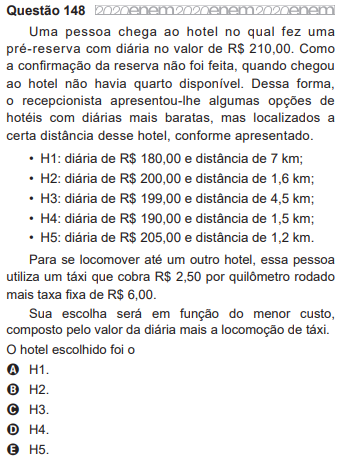 Questão 148 2020enem2020enem2020enem
Uma pessoa chega ao hotel no qual fez uma
pré-reserva com diária no valor de R$ 210,00. Como
a confirmação da reserva não foi feita, quando chegou
ao hotel não havia quarto disponível. Dessa forma,
o recepcionista apresentou-lhe algumas opções de
hotéis com diárias mais baratas, mas localizados a
certa distância desse hotel, conforme apresentado.
• H1: diária de R$ 180,00 e distância de 7 km;
• H2: diária de R$ 200,00 e distância de 1,6 km;
• H3: diária de R$ 199,00 e distância de 4,5 km;
• H4: diária de R$ 190,00 e distância de 1,5 km;
• H5: diária de R$ 205,00 e distância de 1,2 km.
Para se locomover até um outro hotel, essa pessoa
utiliza um táxi que cobra R$ 2,50 por quilômetro rodado
mais taxa fixa de R$ 6,00.
Sua escolha será em função do menor custo,
composto pelo valor da diária mais a locomoção de táxi.
O hotel escolhido foi o
A H1.
B H2.
C H3.
D H4.
E H5.